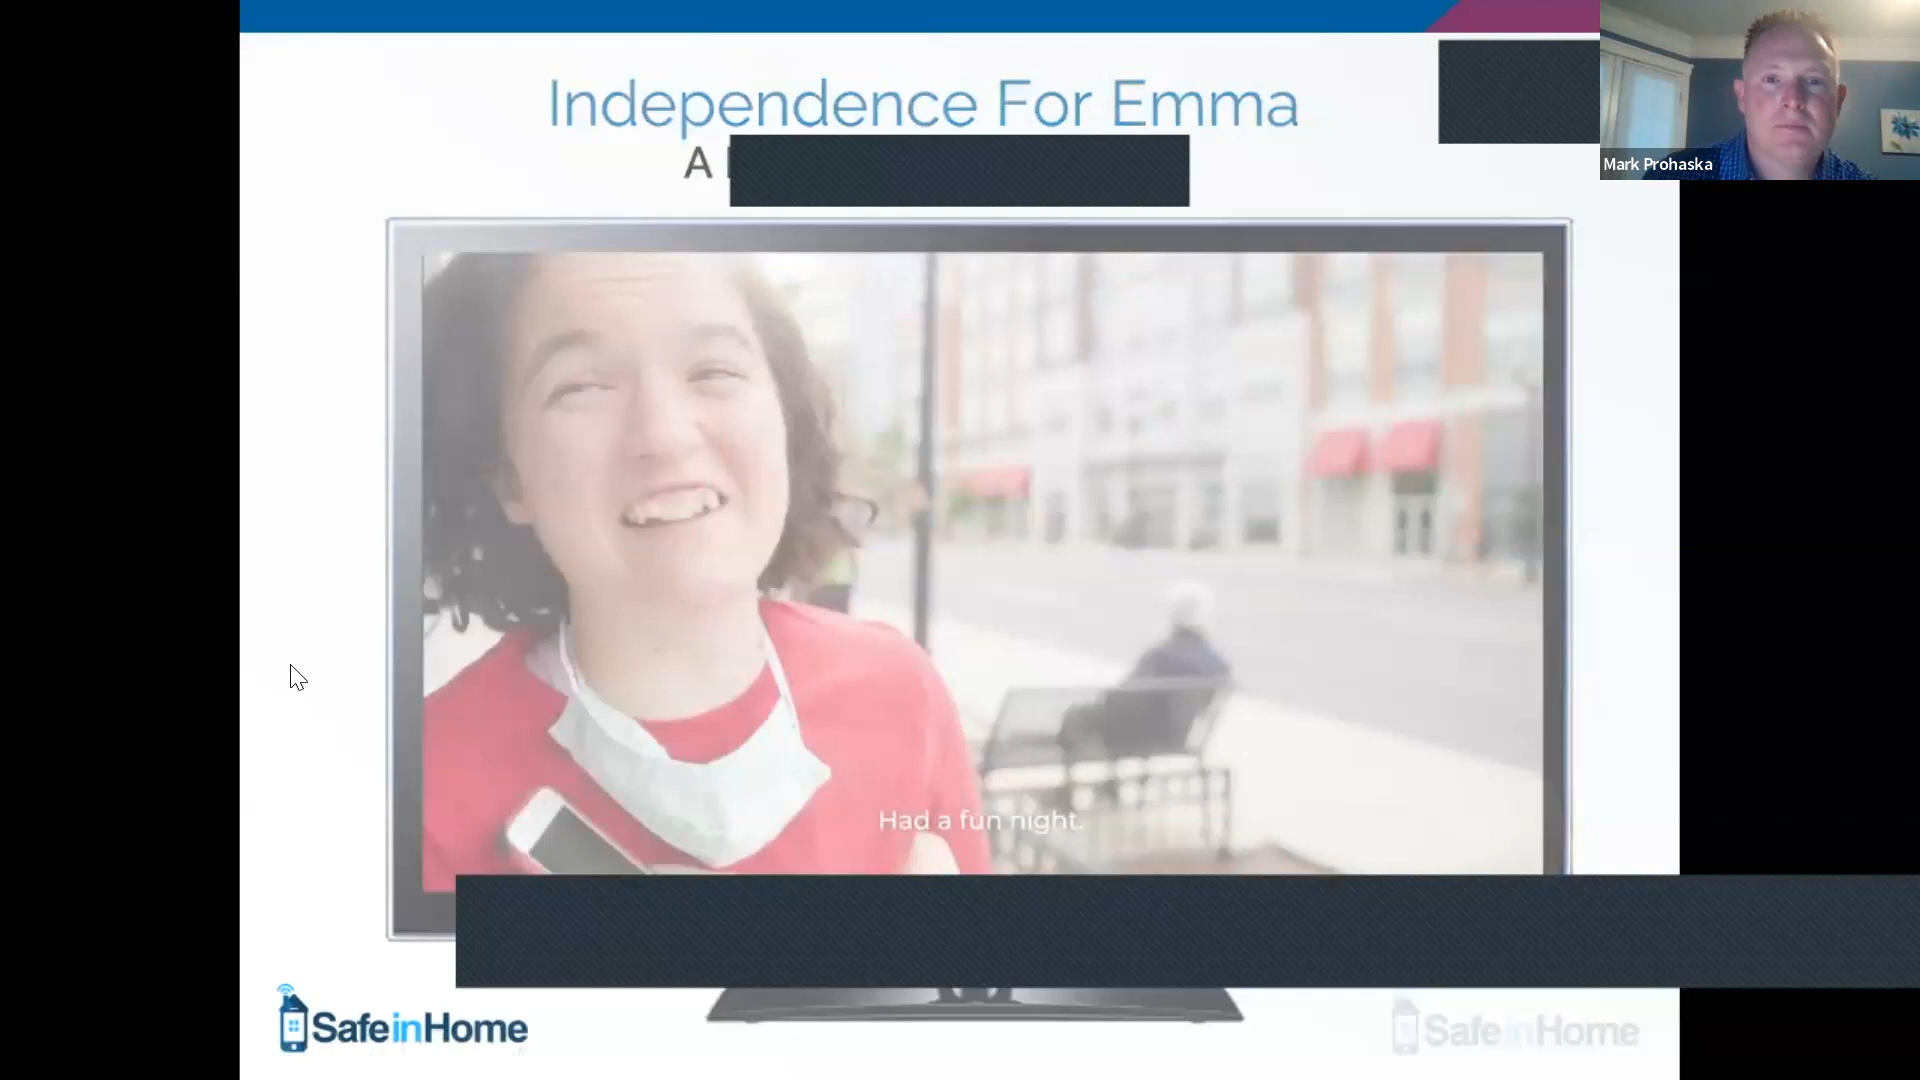 Independence For Emma
A
Mark Prohaska
Had a fun night.
SafeinHome
SafeinHome